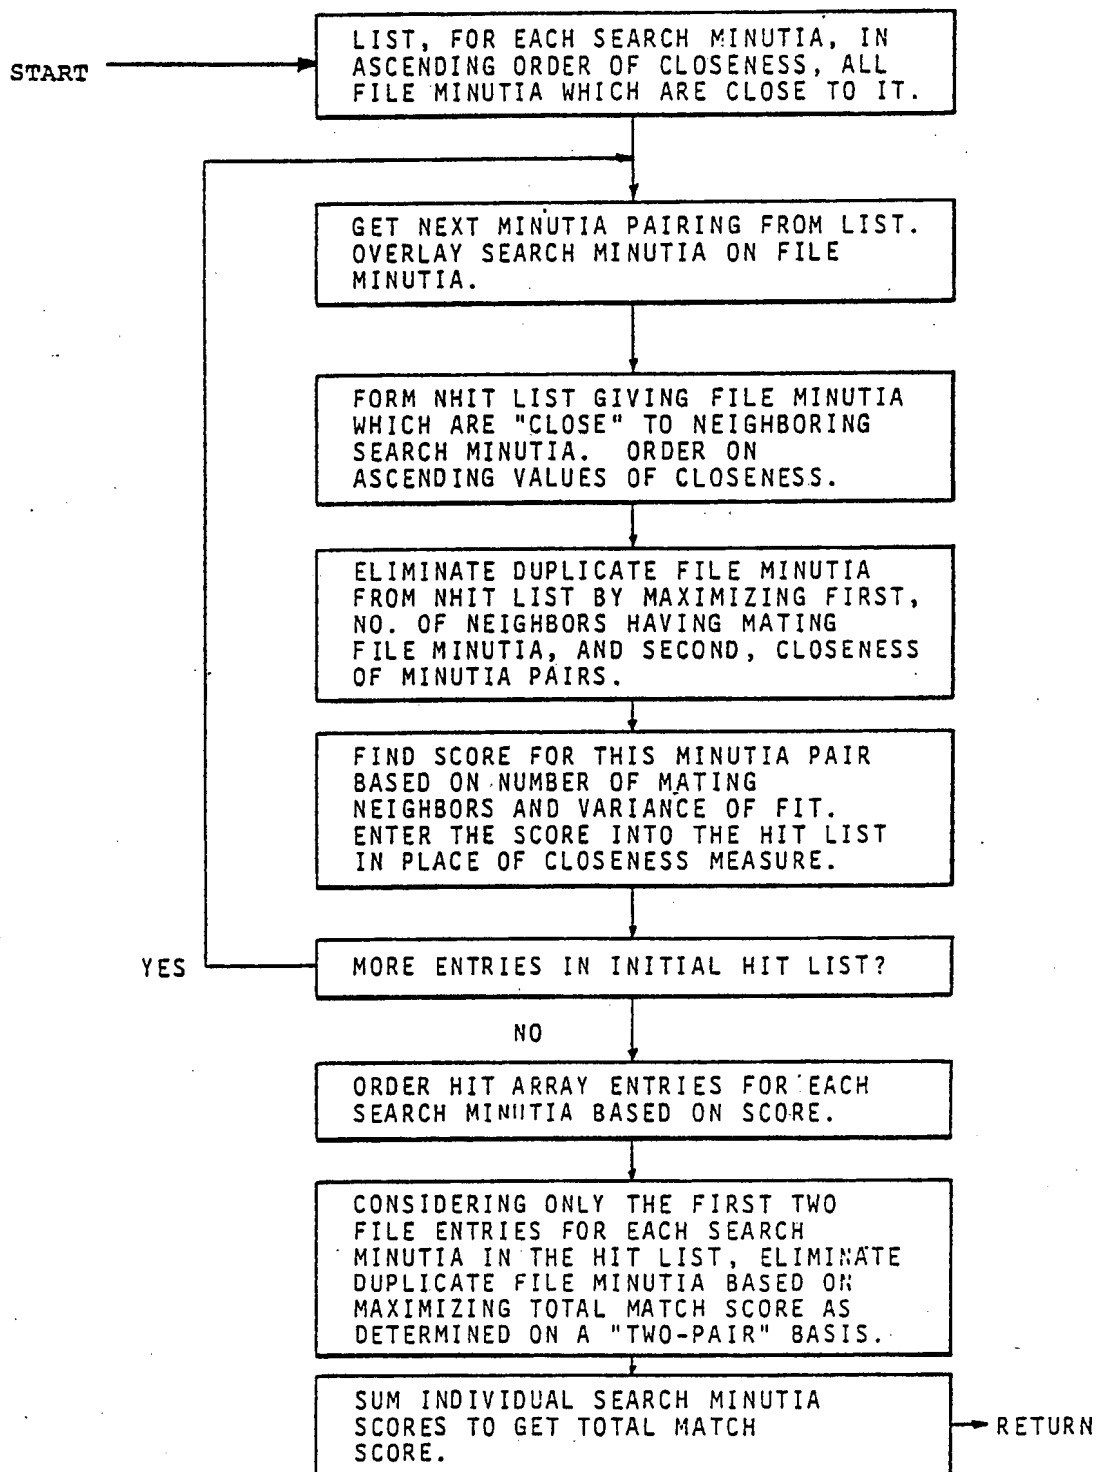 START
LIST, FOR EACH SEARCH MINUTIA, IN
ASCENDING ORDER OF CLOSENESS, ALL
FILE MINUTIA WHICH ARE CLOSE TO IT.
GET NEXT MINUTIA PAIRING FROM LIST.
OVERLAY SEARCH MINUTIA ON FILE
MINUTIA.
FORM NHIT LIST GIVING FILE MINUTIA
WHICH ARE "CLOSE" TO NEIGHBORING
SEARCH MINUTIA. ORDER ON
ASCENDING VALUES OF CLOSENESS.
ELIMINATE DUPLICATE FILE MINUTIA
FROM NHIT LIST BY MAXIMIZING FIRST,
NO. OF NEIGHBORS HAVING MATING
FILE MINUTIA, AND SECOND, CLOSENESS
OF MINUTIA PAIRS.
FIND SCORE FOR THIS MINUTIA PAIR
BASED ON NUMBER OF MATING
NEIGHBORS AND VARIANCE OF FIT.
ENTER THE SCORE INTO THE HIT LIST
IN PLACE OF CLOSENESS MEASURE.
YES
MORE ENTRIES IN INITIAL HIT LIST?
NO
ORDER HIT ARRAY ENTRIES FOR EACH
SEARCH MINUTIA BASED ON SCORE.
CONSIDERING ONLY THE FIRST TWO
FILE ENTRIES FOR EACH SEARCH
MINUTIA IN THE HIT LIST, ELIMINATE
DUPLICATE FILE MINUTIA BASED ON
MAXIMIZING TOTAL MATCH SCORE AS
DETERMINED ON A "TWO-PAIR" BASIS.
SUM INDIVIDUAL SEARCH MINUTIA
SCORES TO GET TOTAL MATCH
SCORE.
RETURN